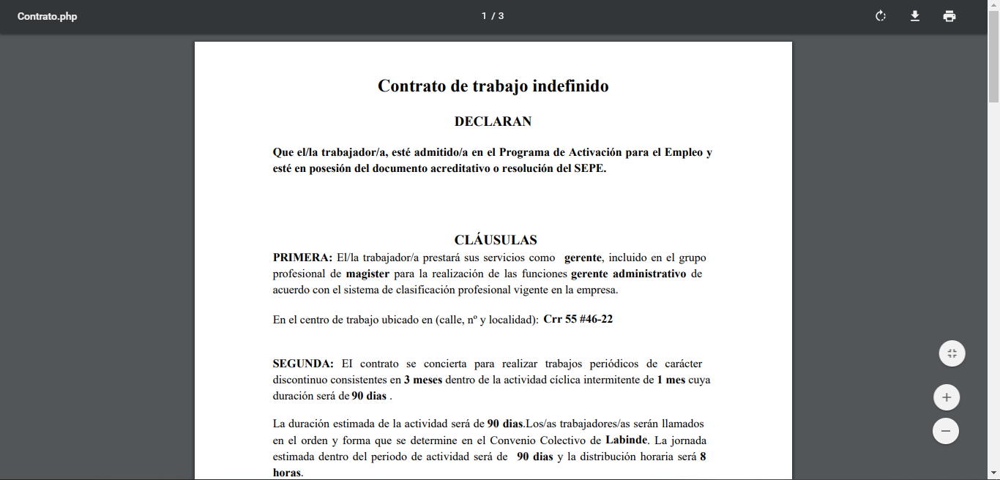 Contrato.php
1 / 3
Contrato de trabajo indefinido
DECLARAN
Que el/la trabajador/a, esté admitido/a en el Programa de Activación para el Empleo y
esté en posesión del documento acreditativo o resolución del SEPE.
CLÁUSULAS
PRIMERA: El/la trabajador/a prestará sus servicios como gerente, incluido en el grupo
profesional de magister para la realización de las funciones gerente administrativo de
acuerdo con el sistema de clasificación profesional vigente en la empresa.
En el centro de trabajo ubicado en (calle, nº y localidad): Crr 55 #46-22
SEGUNDA: EI contrato se concierta para realizar trabajos periódicos de carácter
discontinuo consistentes en 3 meses dentro de la actividad cíclica intermitente de 1 mes cuya
duración será de 90 dias .
La duración estimada de la actividad será de 90 dias.Los/as trabajadores/as serán llamados
en el orden y forma que se determine en el Convenio Colectivo de Labinde. La jornada
estimada dentro del periodo de actividad será de 90 dias y la distribución horaria será 8
horas.